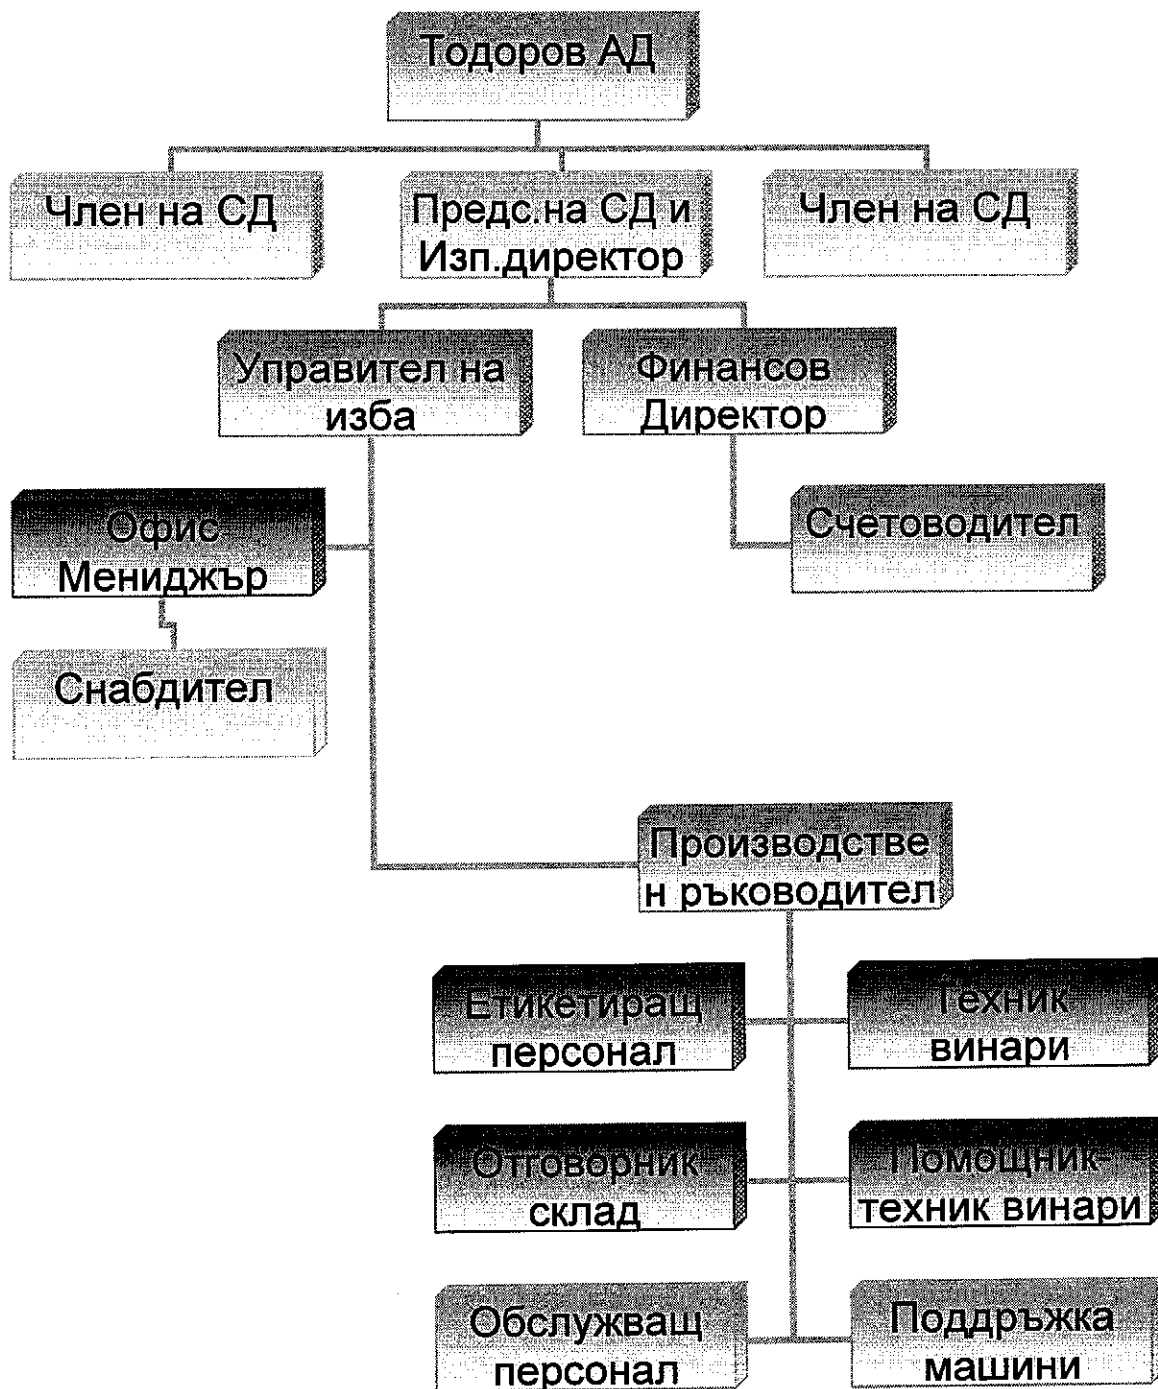 Тодоров АД
Член на СД
Предс.на СД и
Изп.директор
Член на СД
Управител на
изба
Финансов
Директор
Офис
Мениджър
Счетоводител
Снабдител
Производстве
н ръководител
Етикетиращ
персонал
Техник
винари
Отговорник
склад
Помощник-
техник винари
Обслужващ
персонал
Поддръжка
машини